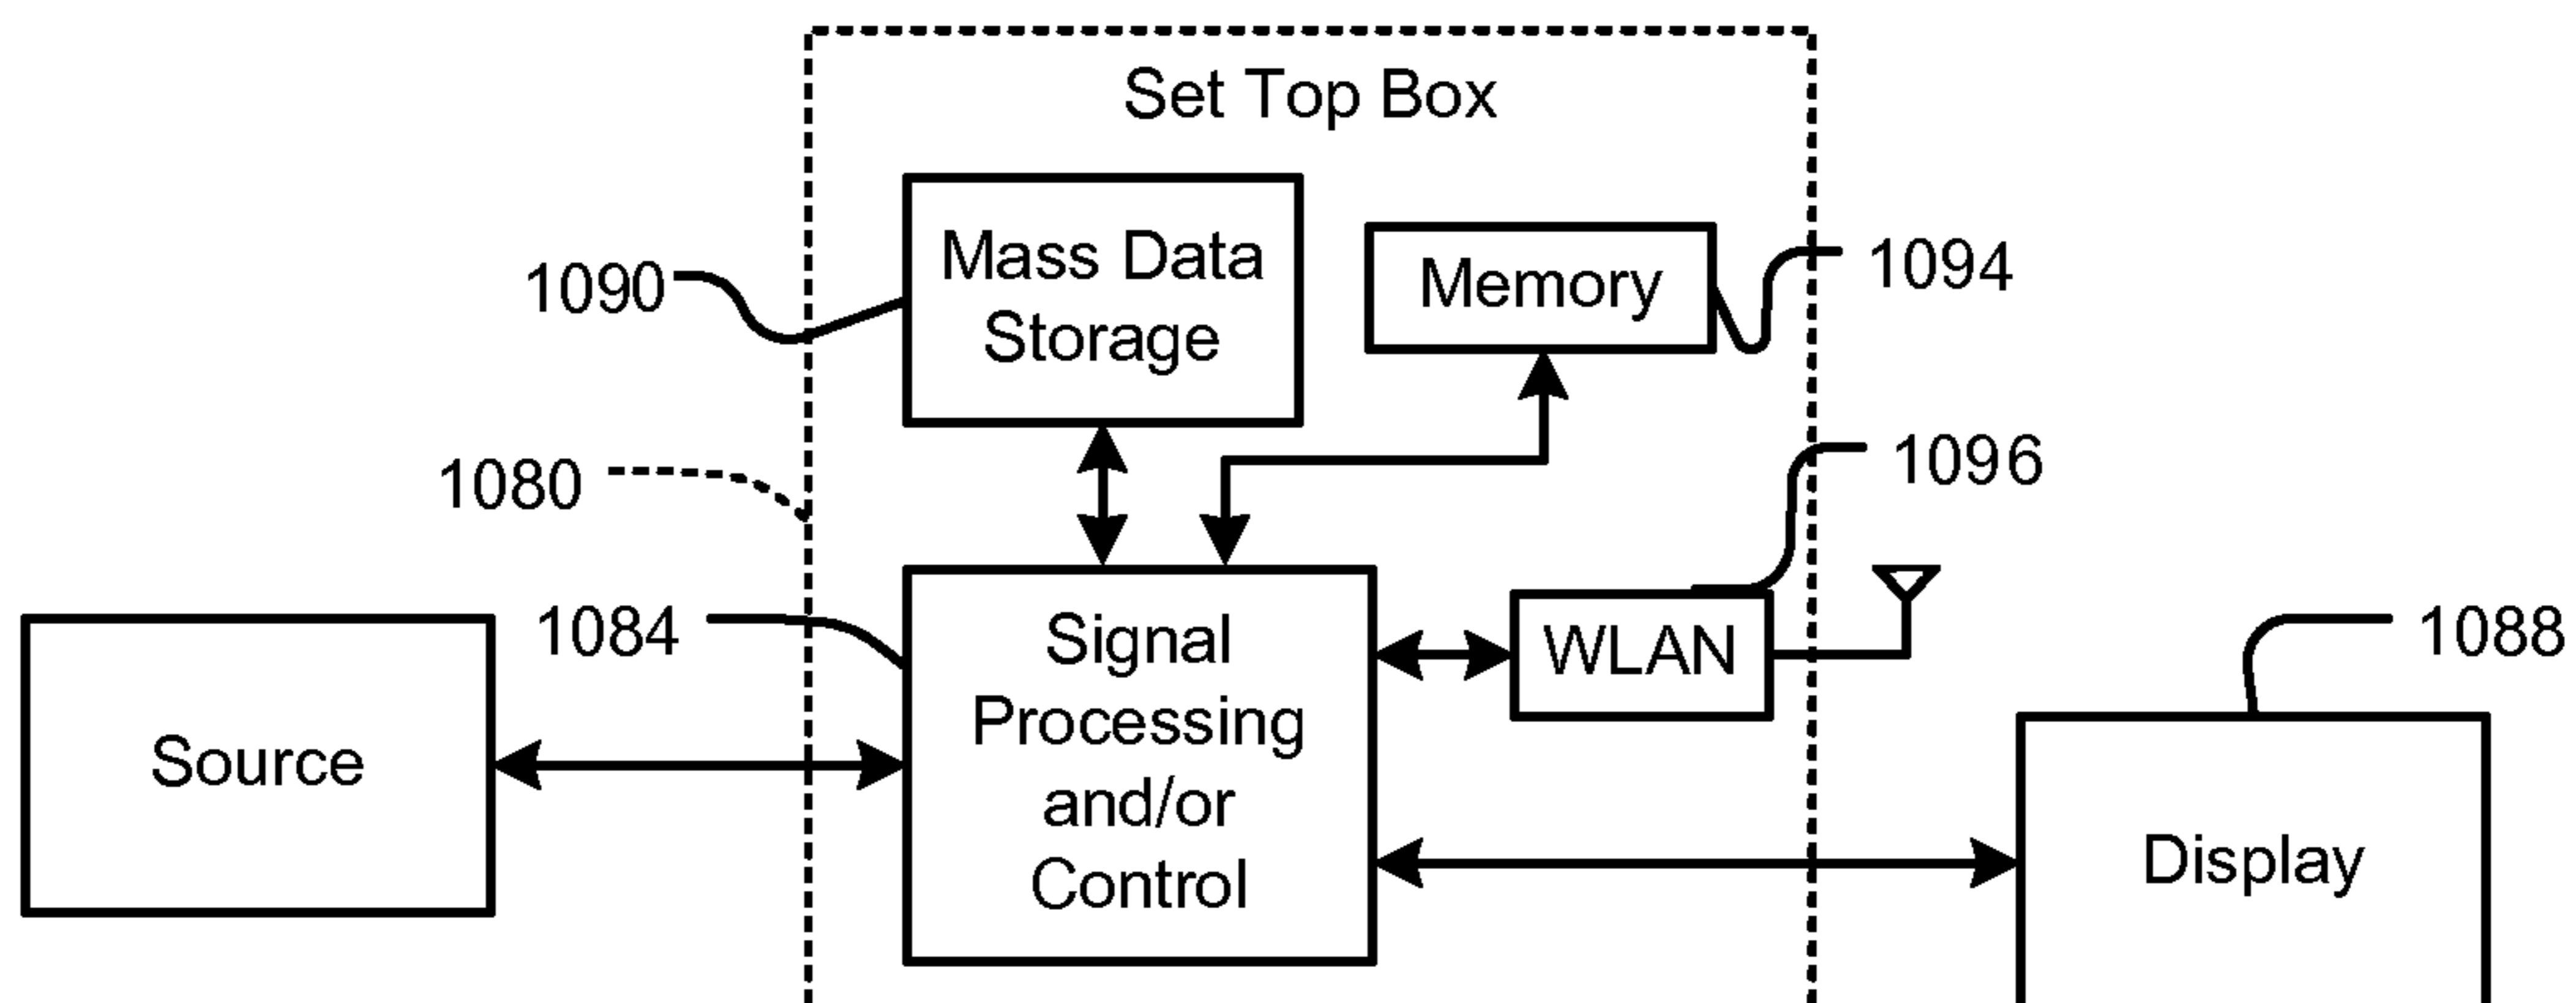 Set Top Box
Mass Data
Storage
Memory
1090
1094
1080
1096
1084
Signal
Processing
and/or
Control
WLAN
1088
Source
Display